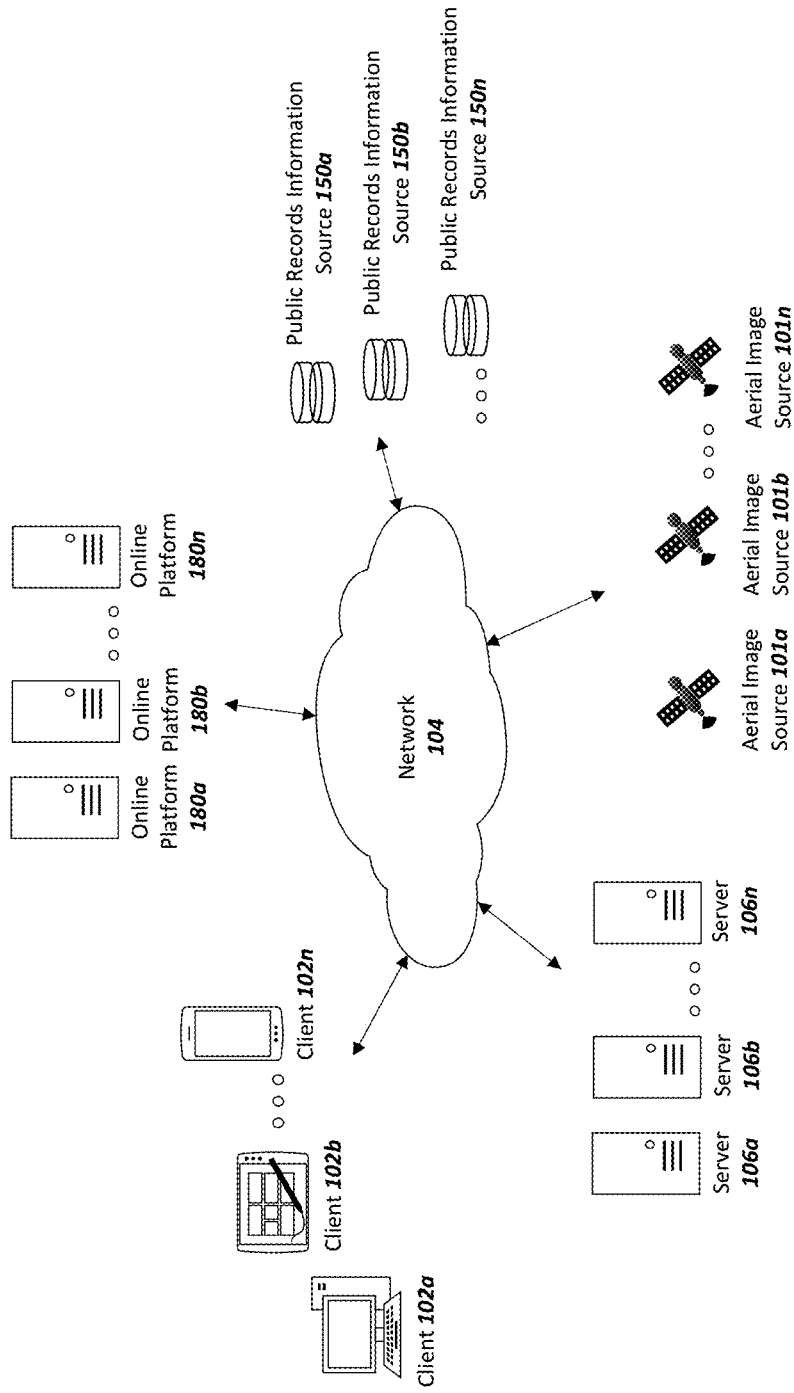 Online
Platform
180a
Online
Platform
180b
Online
Platform
180n
Client 102a
Client 102b
Client 102n
Network
104
Public Records Information
Source 150a
Public Records Information
Source 150b
Public Records Information
Source 150n
Server
106a
Server
106b
Server
106n
Aerial Image
Source 101a
Aerial Image
Source 101b
Aerial Image
Source 101n